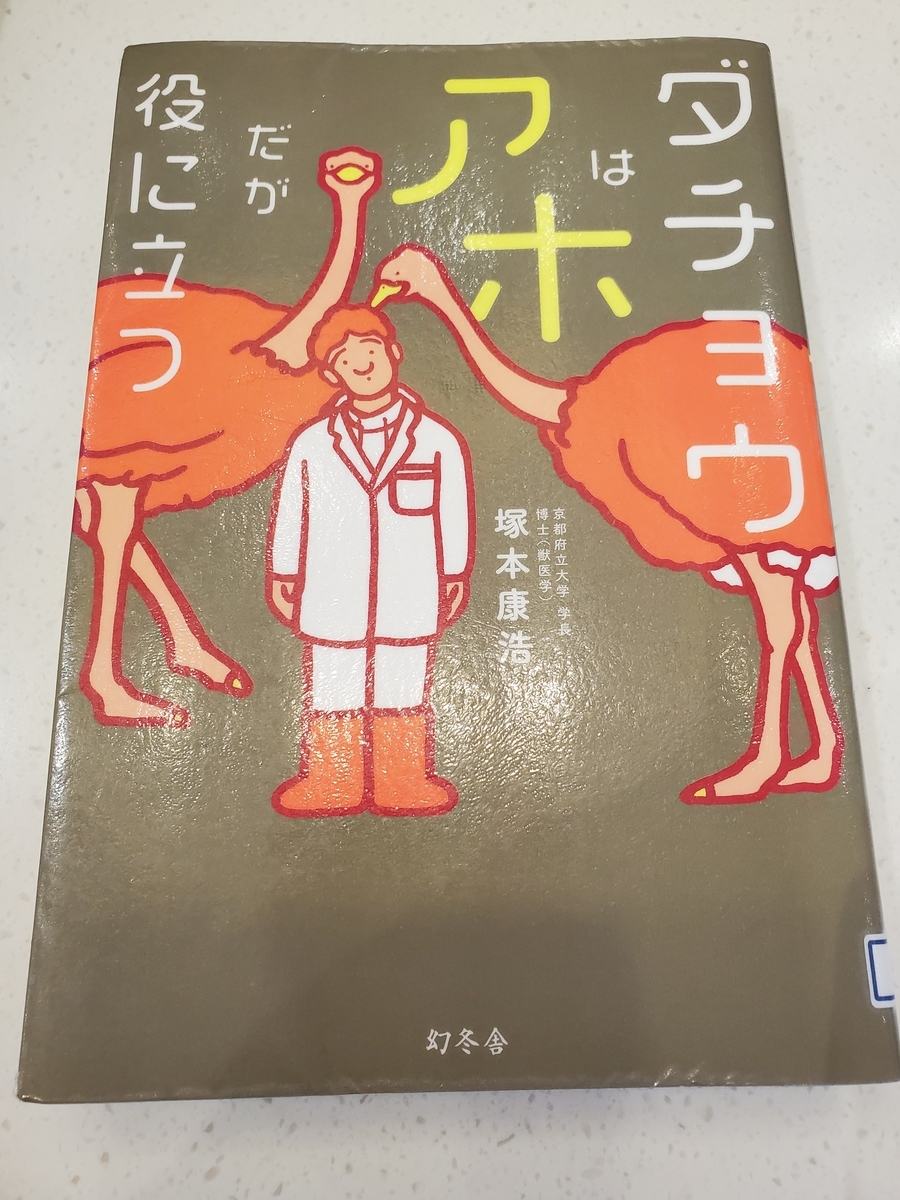 ダチョウ
は
アホ
だが
役に立つ
京都府立大学 学長
博士(獣医学)
塚本康浩
幻冬舎